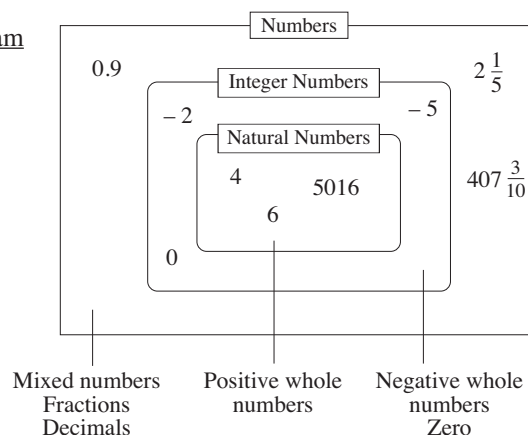 am
Numbers
0.9
2 1/5
Integer Numbers
– 2
– 5
Natural Numbers
4
5016
407 3/10
6
0
Mixed numbers
Fractions
Decimals
Positive whole
numbers
Negative whole
numbers
Zero